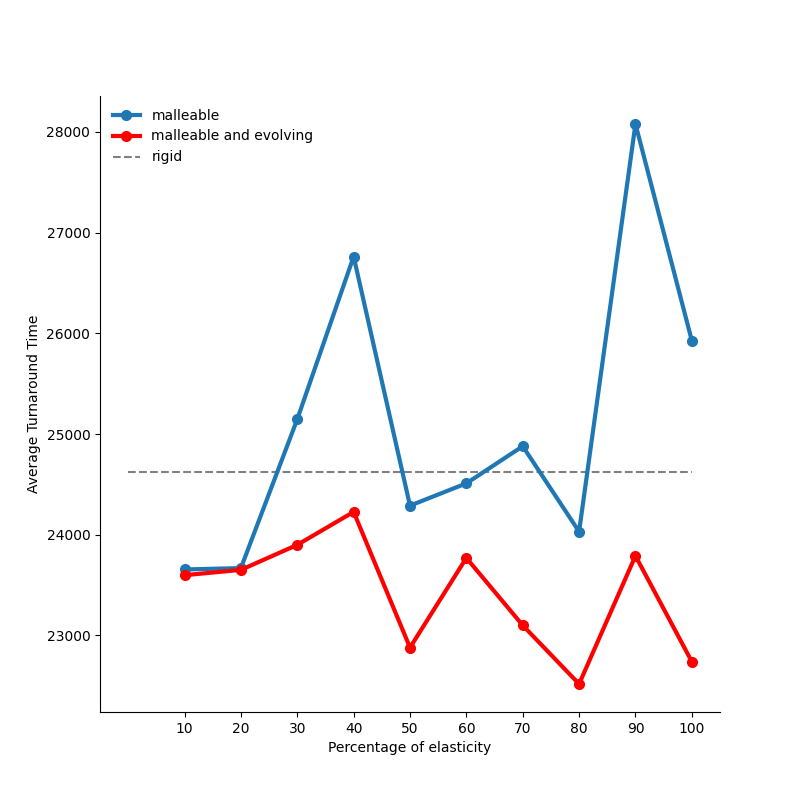 malleable
malleable and evolving
rigid
28000
27000
26000
25000
24000
23000
Average Turnaround Time
10 20 30 40 50 60 70 80 90 100
Percentage of elasticity